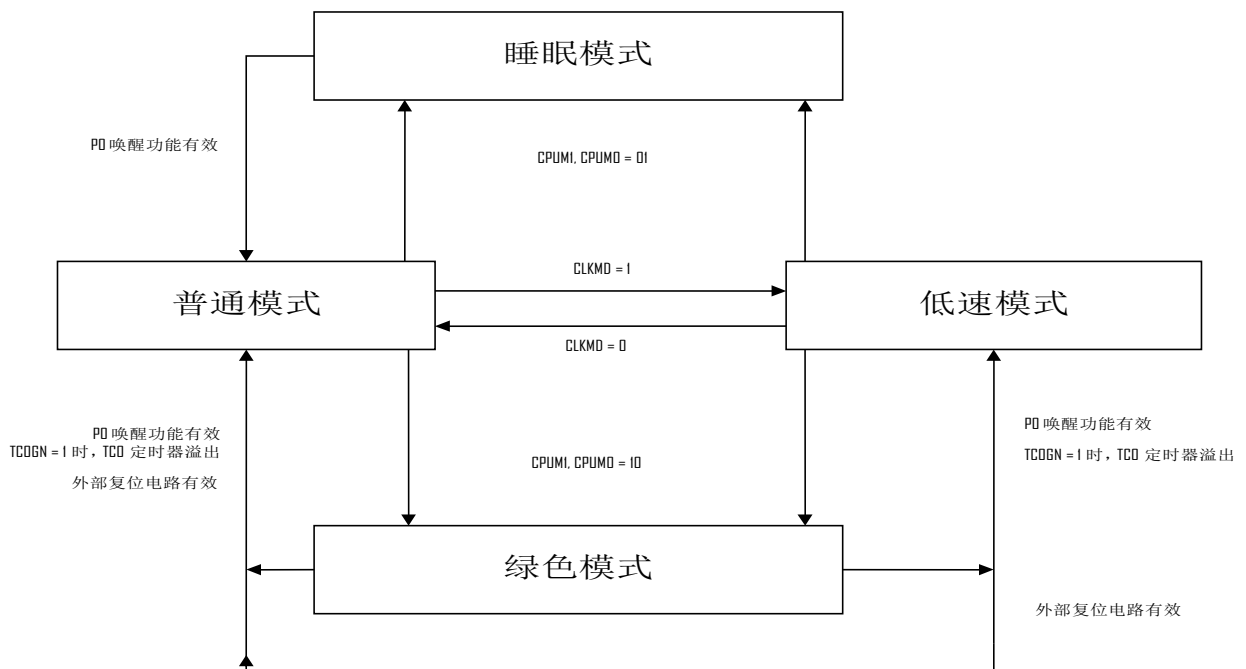 睡眠模式
P0 唤醒功能有效
CPUM1, CPUM0 = 01
CLKMD = 1
普通模式
低速模式
CLKMD = 0
P0 唤醒功能有效
TC0GN = 1 时，TC0 定时器溢出
外部复位电路有效
P0 唤醒功能有效
TC0GN = 1 时，TC0 定时器溢出
CPUM1, CPUM0 = 10
绿色模式
外部复位电路有效